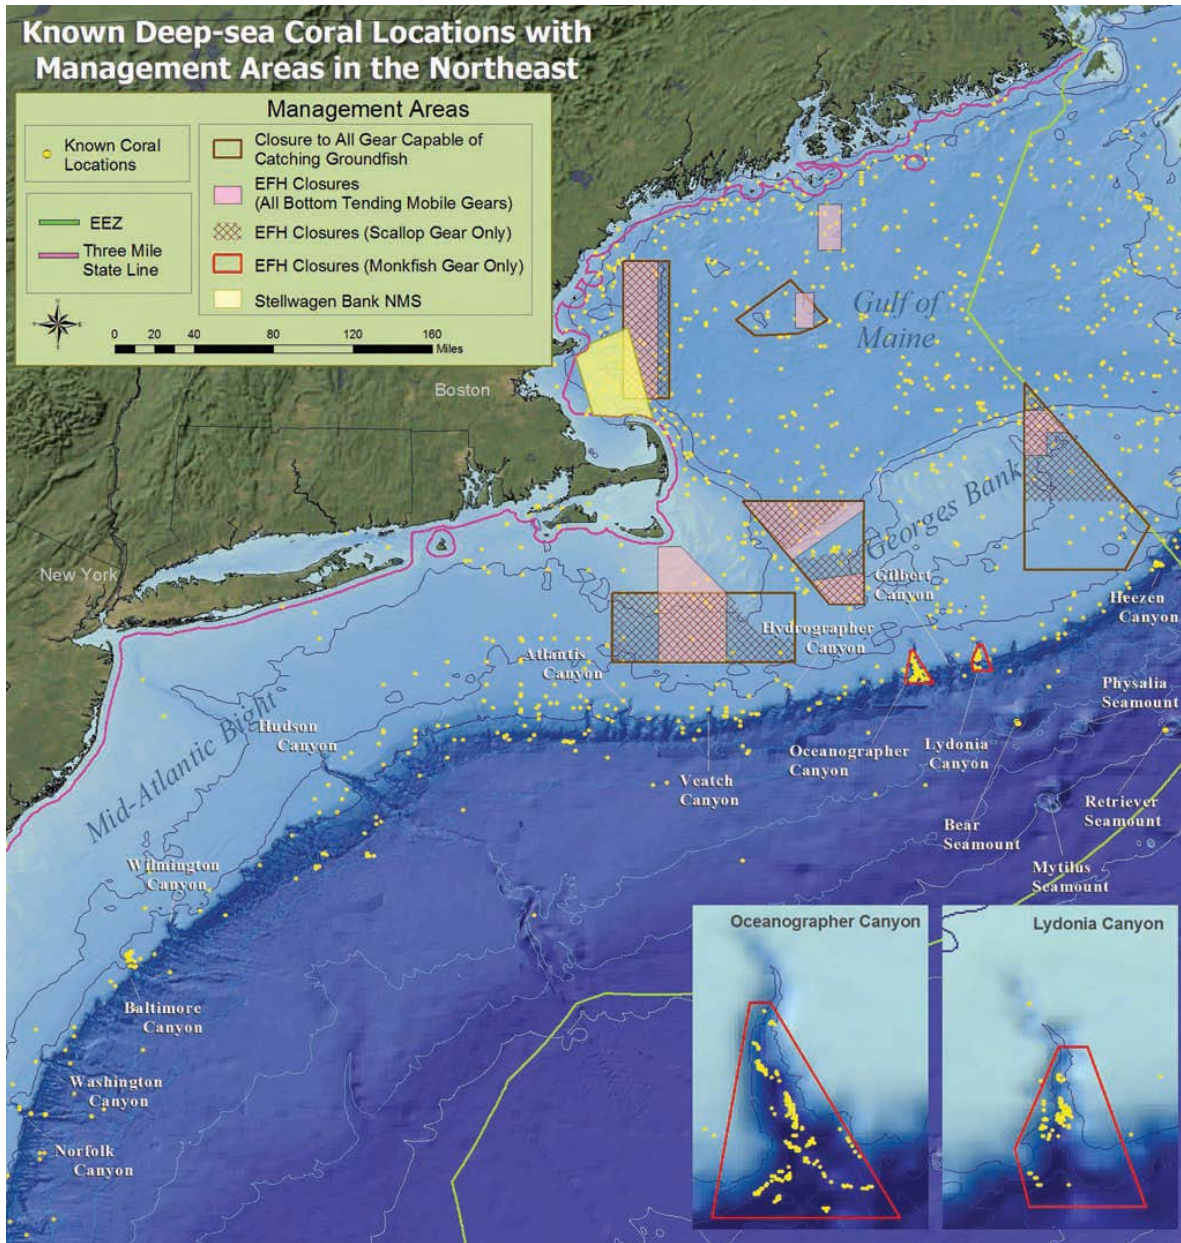 Known Deep-sea Coral Locations with
Management Areas in the Northeast
Management Areas
Known Coral
Locations
EEZ
Three Mile
State Line
Closure to All Gear Capable of
Catching Groundfish
EFH Closures
(All Bottom Tending Mobile Gears)
EFH Closures (Scallop Gear Only)
EFH Closures (Monkfish Gear Only)
Stellwagen Bank NMS
0 40 80 120 160
Miles
Gulf of
Maine
Boston
Georges Bank
New York
Gilbert
Canyon
Heezen
Canyon
Hydrographer
Canyon
Atlantis
Canyon
Physalia
Seamount
Hudson
Canyon
Mid-Atlantic Bight
Oceanographer
Canyon
Lydonia
Canyon
Veatch
Canyon
Retriever
Seamount
Bear
Seamount
Mytilus
Seamount
Wilmington
Canyon
Oceanographer Canyon
Lydonia Canyon
Baltimore
Canyon
Washington
Canyon
Norfolk
Canyon